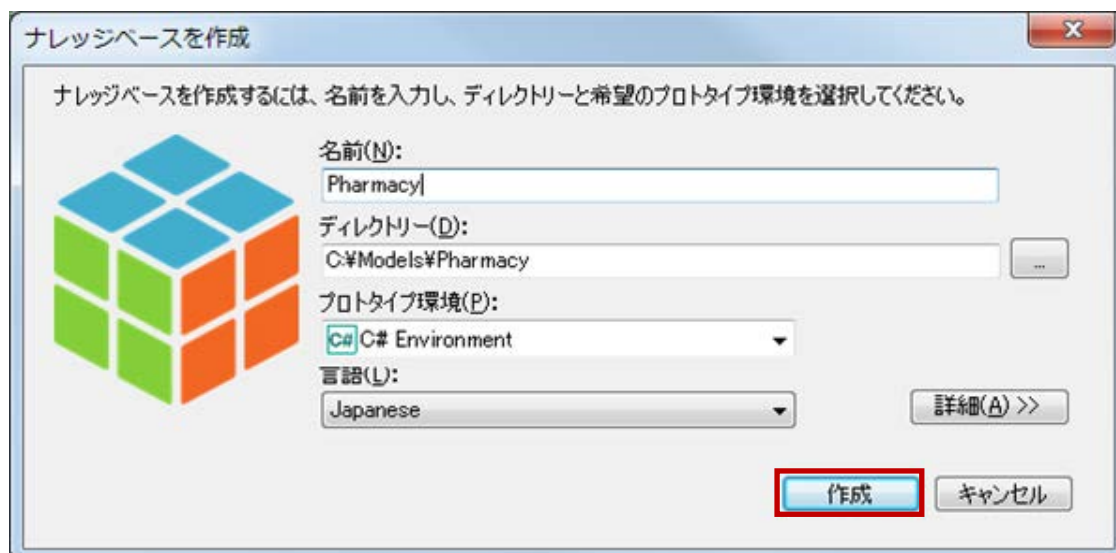 ナレッジベースを作成
ナレッジベースを作成するには、名前を入力し、ディレクトリーと希望のプロトタイプ環境を選択してください。
名前(N):
Pharmacy
ディレクトリー(D):
C:¥Models¥Pharmacy
...
プロトタイプ環境(P):
C# C# Environment
言語(L):
Japanese
詳細(A) >>
作成
キャンセル